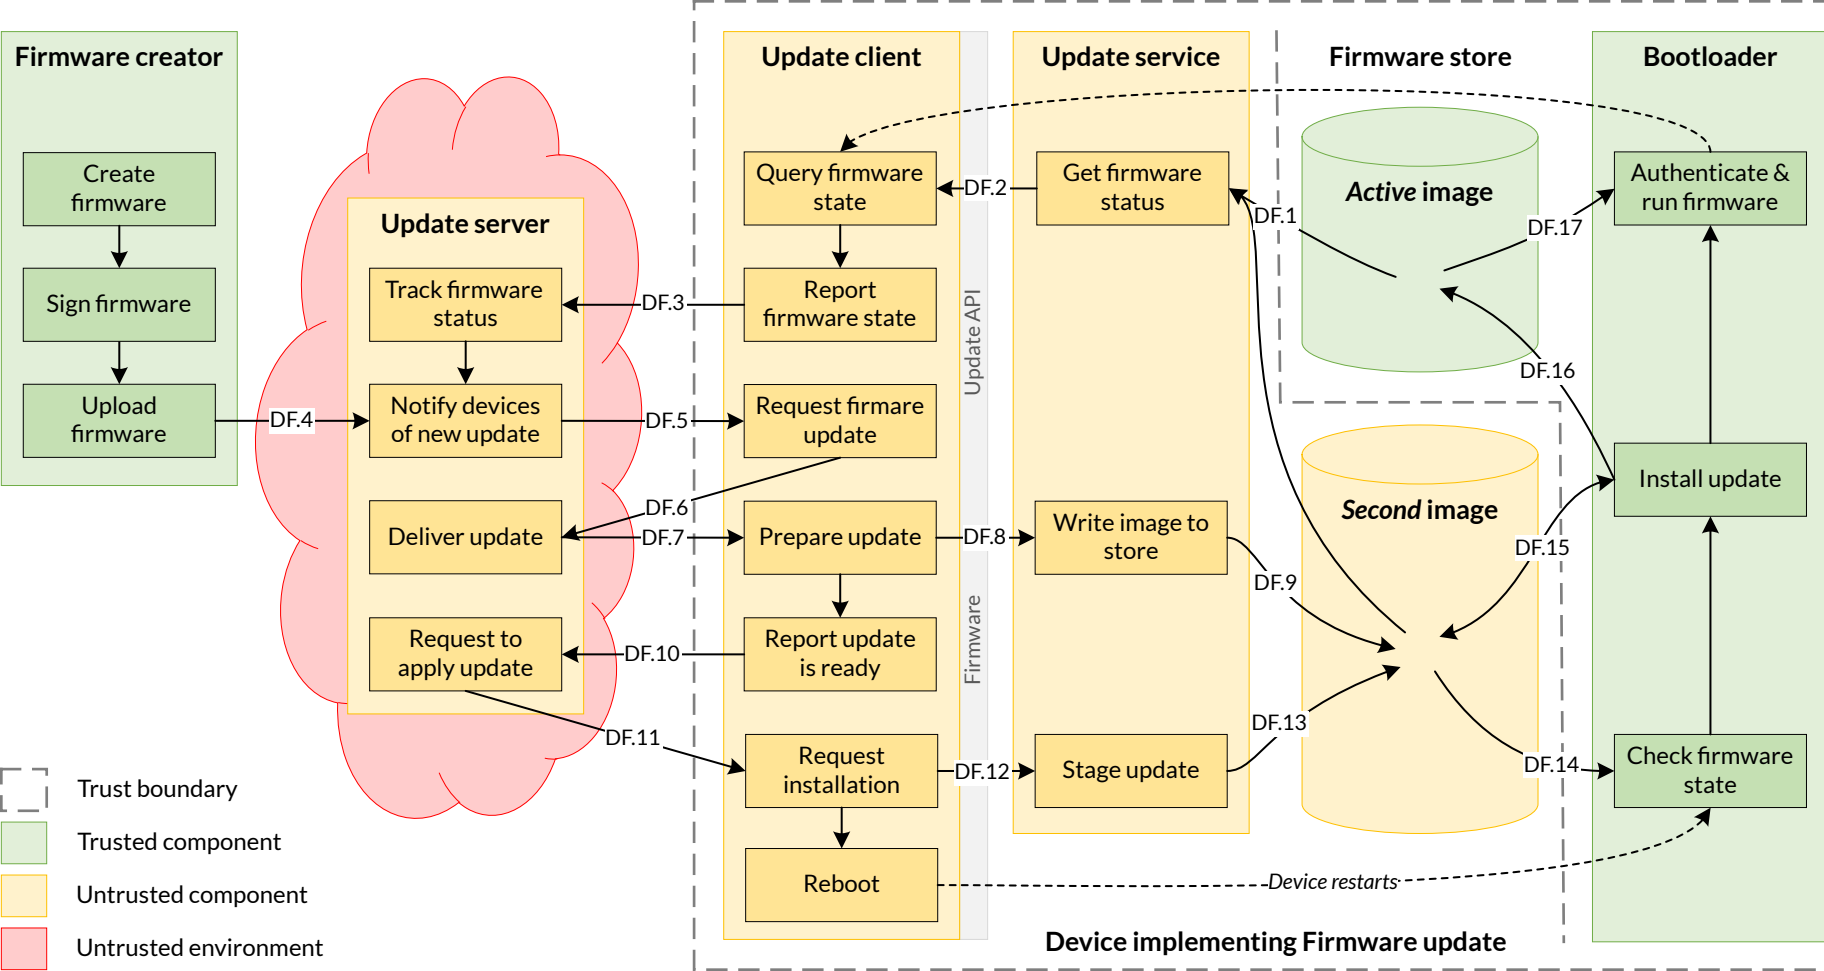 Firmware creator
Create
firmware
Sign firmware
Upload
firmware
DF.4
Update server
Track firmware
status
Notify devices
of new update
Deliver update
Request to
apply update
DF.3
DF.5
DF.6
DF.7
DF.10
DF.11
Update client
Query firmware
state
Report
firmware state
Request firmare
update
Prepare update
Report update
is ready
Request
installation
Reboot
Firmware Update API
DF.2
DF.8
DF.12
Update service
Get firmware
status
Write image to
store
Stage update
DF.1
DF.9
DF.13
Firmware store
Active image
Second image
DF.17
DF.16
DF.15
DF.14
Bootloader
Authenticate &
run firmware
Install update
Check firmware
state
Device restarts
Device implementing Firmware update
Trust boundary
Trusted component
Untrusted component
Untrusted environment